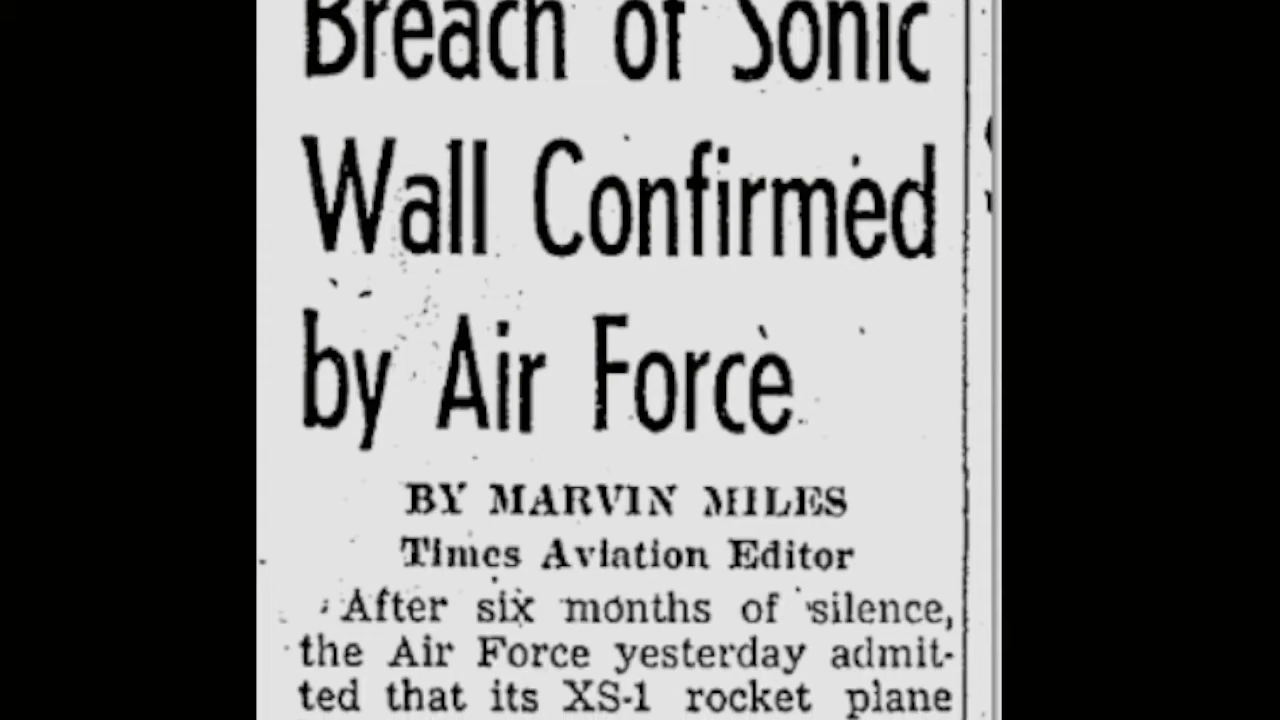 Breach of Sonic
Wall Confirmed
by Air Force
BY MARVIN MILES
Times Aviation Editor
After six months of silence,
the Air Force yesterday admit-
ted that its XS-1 rocket plane